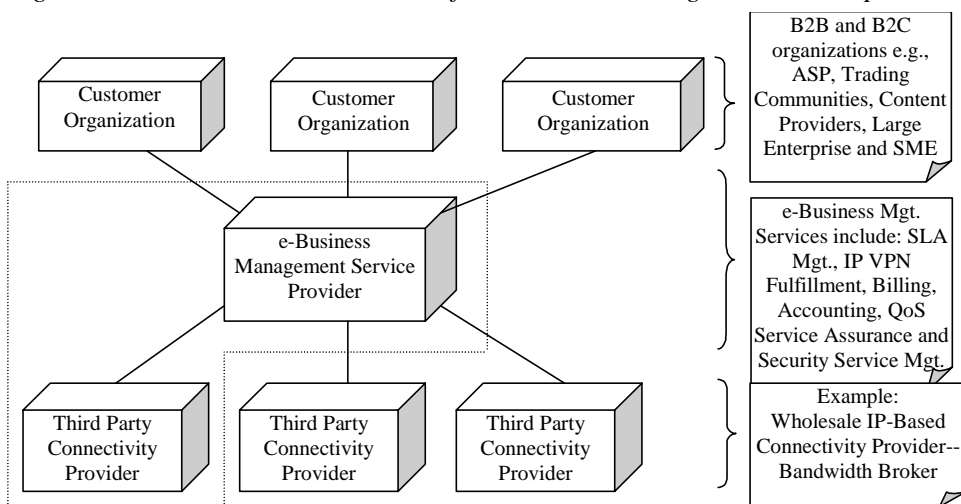 Customer
Organization
Customer
Organization
Customer
Organization
B2B and B2C
organizations e.g.,
ASP, Trading
Communities, Content
Providers, Large
Enterprise and SME
e-Business
Management Service
Provider
e-Business Mgt.
Services include: SLA
Mgt., IP VPN
Fulfillment, Billing,
Accounting, QoS
Service Assurance and
Security Service Mgt.
Third Party
Connectivity
Provider
Third Party
Connectivity
Provider
Third Party
Connectivity
Provider
Example:
Wholesale IP-Based
Connectivity Provider--
Bandwidth Broker